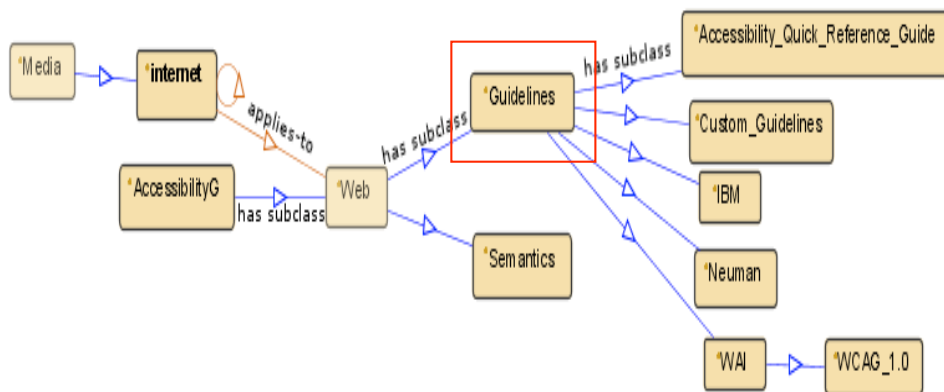 Media
internet
applies-to
AccessibilityG
has subclass
Web
has subclass
Guidelines
Semantics
has subclass
Accessibility_Quick_Reference_Guide
Custom_Guidelines
IBM
Neuman
WAI
WCAG_1.0